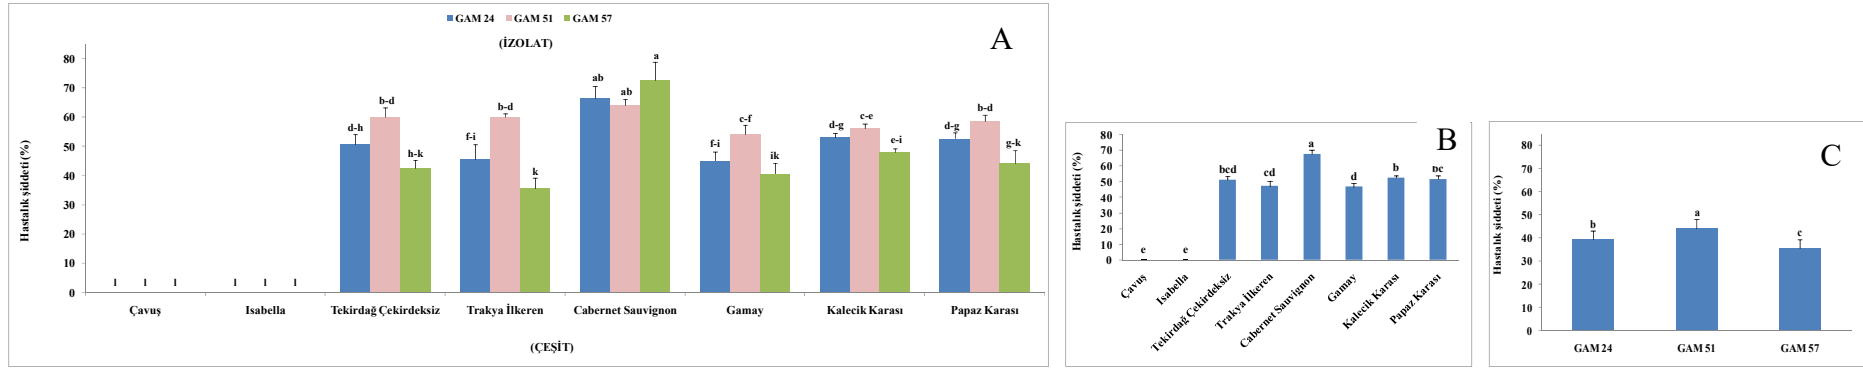 GAM 24 GAM 51 GAM 57
(İZOLAT)
A
Hastalık şiddeti (%)
80
70
60
50
40
30
20
10
0
l l l l l l
d-h b-d h-k
f-i b-d k
ab ab a
f-i c-f ik
d-g c-e e-i
d-g b-d g-k
Çavuş Isabella Tekirdağ Çekirdeksiz Trakya İlkeren Cabernet Sauvignon Gamay Kalecik Karası Papaz Karası
(ÇEŞİT)
B
Hastalık şiddeti (%)
80
70
60
50
40
30
20
10
0
e e bcd cd a d b bc
Çavuş
Isabella
Tekirdağ Çekirdeksiz
Trakya İlkeren
Cabernet Sauvignon
Gamay
Kalecik Karası
Papaz Karası
C
Hastalık şiddeti (%)
80
70
60
50
40
30
20
10
0
b a c
GAM 24 GAM 51 GAM 57